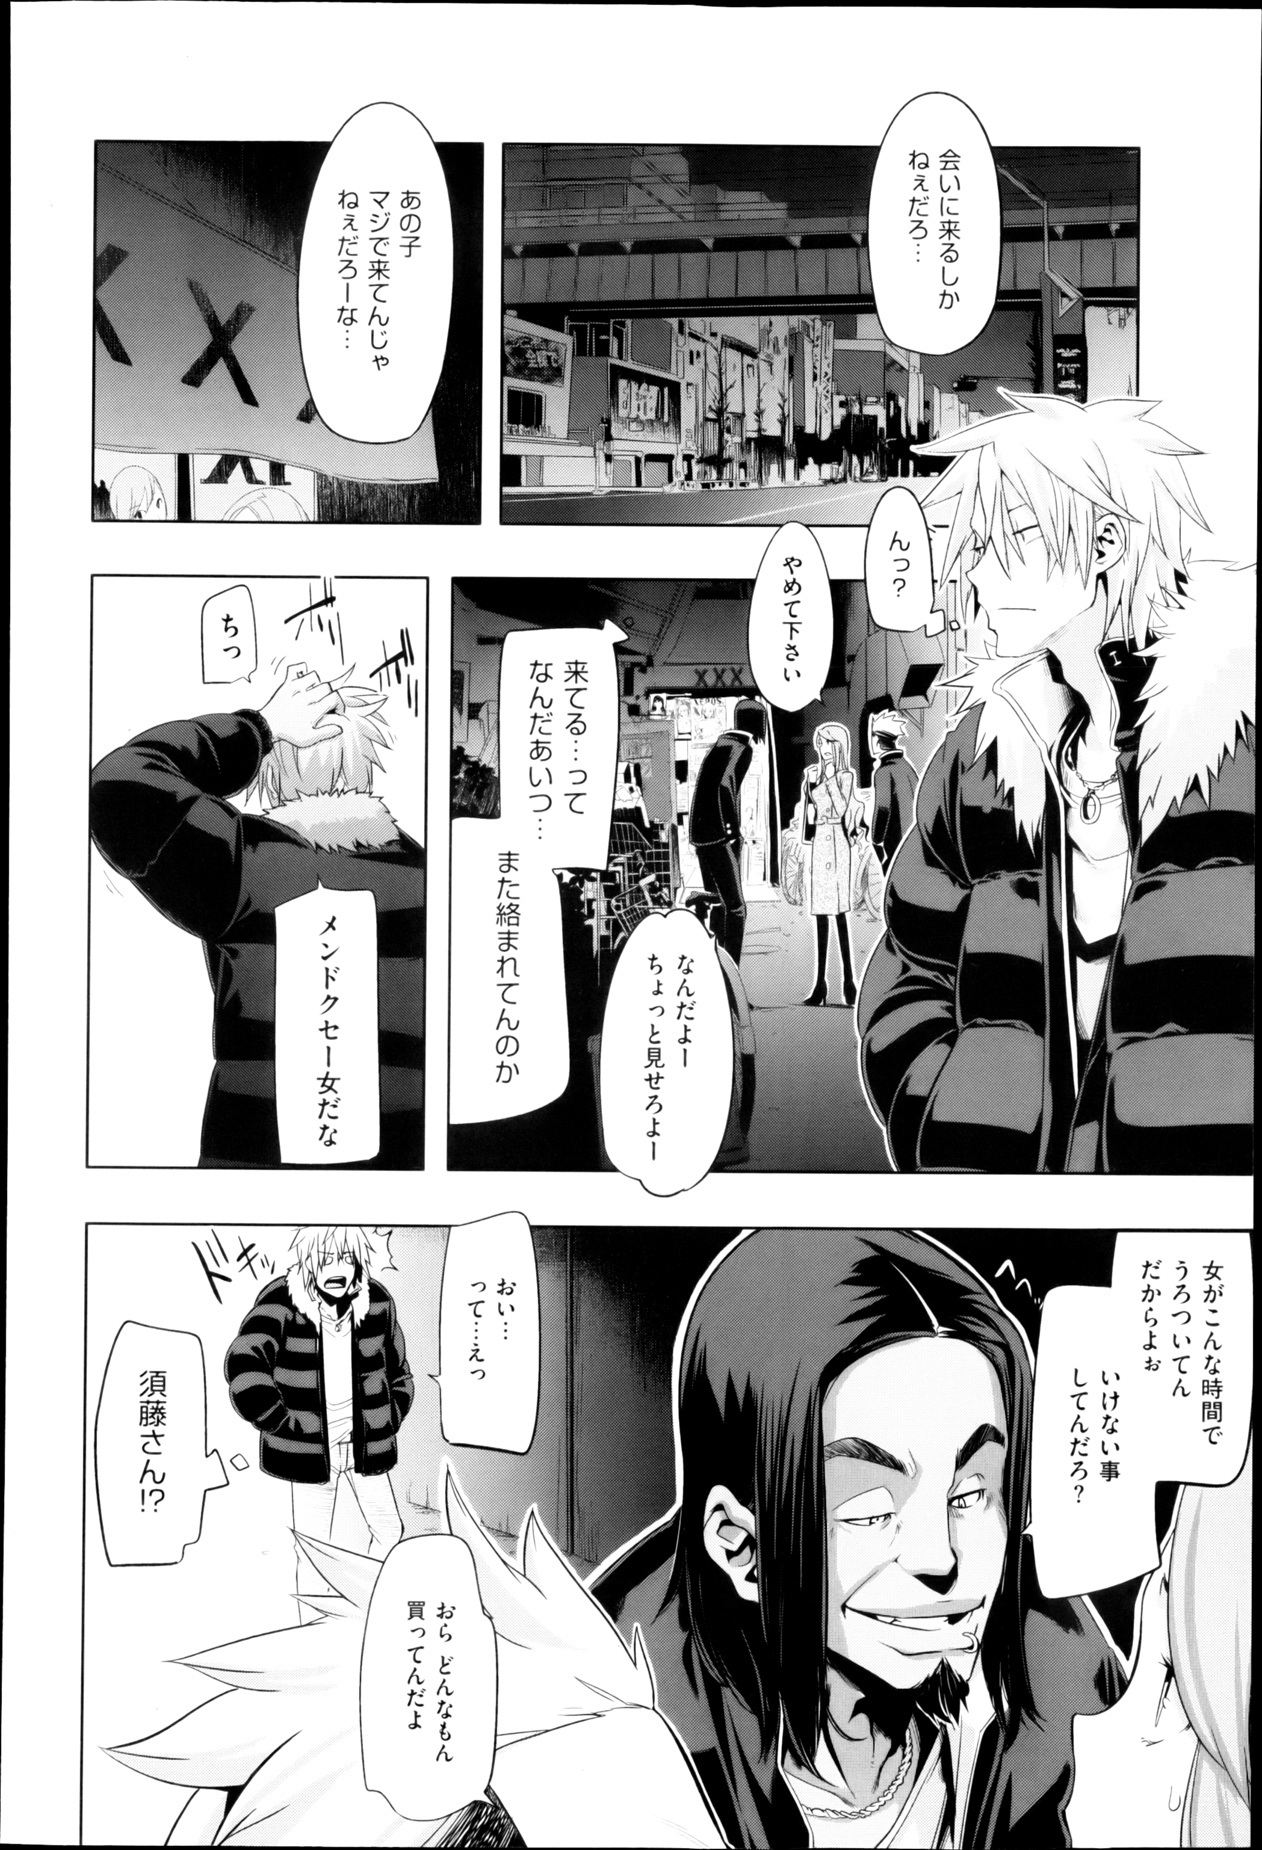 会いに来るしか
ねぇだろ…
あの子
マジで来てんじゃ
ねぇだろーな…
XXX
んっ?
やめて下さい
XXX
来てる…って
なんだあいつ…
また絡まれてんのか
なんだよー
ちょっと見せろよー
ちっ
メンドクセー女だな
女がこんな時間で
うろついてん
だからよぉ
いけない事
してんだろ?
おい…
って…えっ
ドキッ
須藤さん!?
おら どんなもん
買ってんだよ